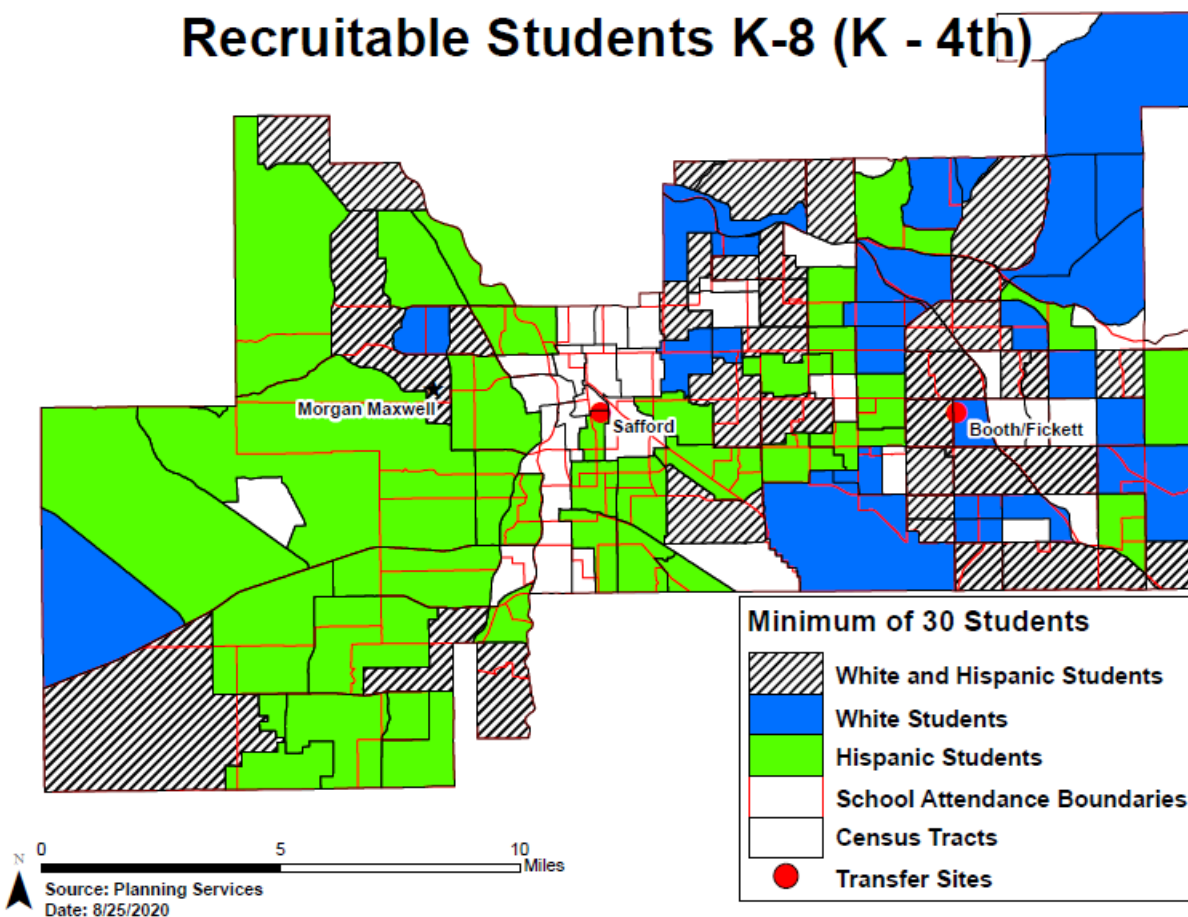 Recruitable Students K-8 (K - 4th)
Morgan Maxwell
Safford
Booth/Fickett
Minimum of 30 Students
White and Hispanic Students
White Students
Hispanic Students
School Attendance Boundaries
Census Tracts
Transfer Sites
N
0 5 10
Miles
Source: Planning Services
Date: 8/25/2020